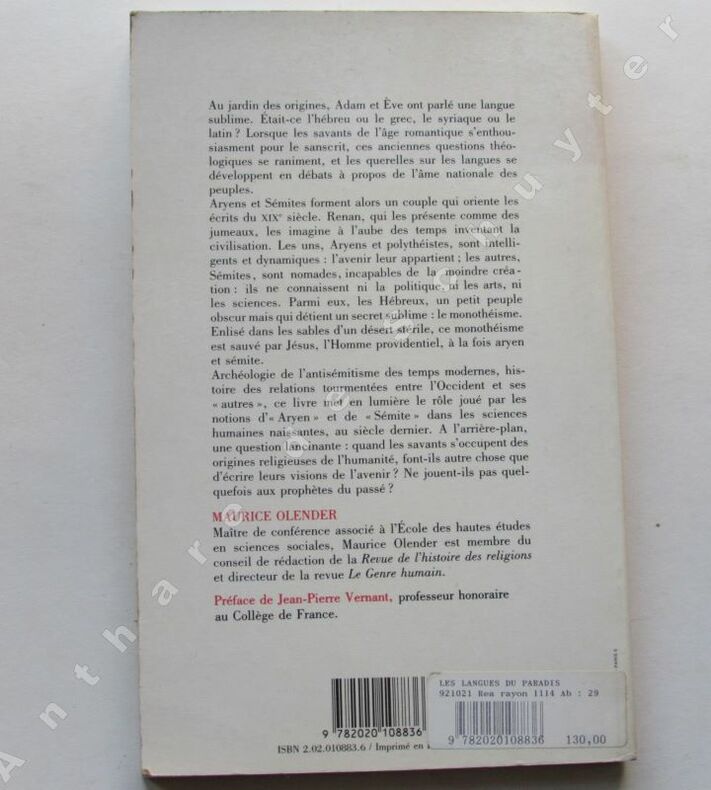 Au jardin des origines, Adam et Ève ont parlé une langue
sublime. Était-ce l'hébreu ou le grec, le syriaque ou le
latin ? Lorsque les savants de l'âge romantique s'enthou-
siasment pour le sanscrit, ces anciennes questions théo-
logiques se raniment, et les querelles sur les langues se
développent en débats à propos de l'âme nationale des
peuples.
Aryens et Sémites forment alors un couple qui oriente les
écrits du XIXe siècle. Renan, qui les présente comme des
jumeaux, les imagine à l'aube des temps inventant la
civilisation. Les uns, Aryens et polythéistes, sont intelli-
gents et dynamiques : l'avenir leur appartient ; les autres,
Sémites, sont nomades, incapables de la moindre créa-
tion : ils ne connaissent ni la politique, ni les arts, ni
les sciences. Parmi eux, les Hébreux, un petit peuple
obscur mais qui détient un secret sublime : le monothéisme.
Enlisé dans les sables d'un désert stérile, ce monothéisme
est sauvé par Jésus, l'Homme providentiel, à la fois aryen
et sémite.
Archéologie de l'antisémitisme des temps modernes, his-
toire des relations tourmentées entre l'Occident et ses
« autres », ce livre met en lumière le rôle joué par les
notions d'« Aryen » et de « Sémite » dans les sciences
humaines naissantes, au siècle dernier. A l'arrière-plan,
une question lancinante : quand les savants s'occupent des
origines religieuses de l'humanité, font-ils autre chose que
d'écrire leurs visions de l'avenir ? Ne jouent-ils pas quel-
quefois aux prophètes du passé ?
MAURICE OLENDER
Maître de conférence associé à l'École des hautes études
en sciences sociales, Maurice Olender est membre du
conseil de rédaction de la Revue de l'histoire des religions
et directeur de la revue Le Genre humain.
Préface de Jean-Pierre Vernant, professeur honoraire
au Collège de France.
9 782020 108836
ISBN 2.02.010883.6 / Imprimé en
LES LANGUES DU PARADIS
921021 Rea rayon 1114 Ab : 29
9 782020108836 130,00